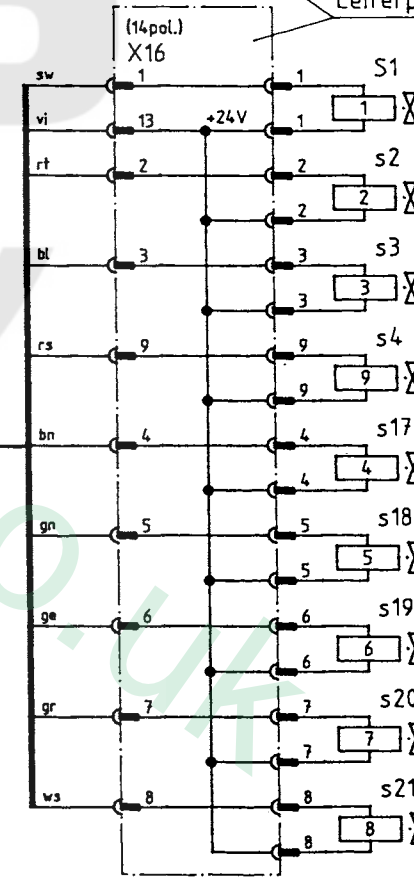 (14pol.)
X16
sw 1 1 S1
1
vi 13 +24V 1
rt 2 2 s2
2
2
bl 3 3 s3
3
3
rs 9 9 s4
9
9
bn 4 4 s17
4
4
gn 5 5 s18
5
5
ge 6 6 s19
6
6
gr 7 7 s20
7
7
ws 8 8 s21
8
8
o.uk